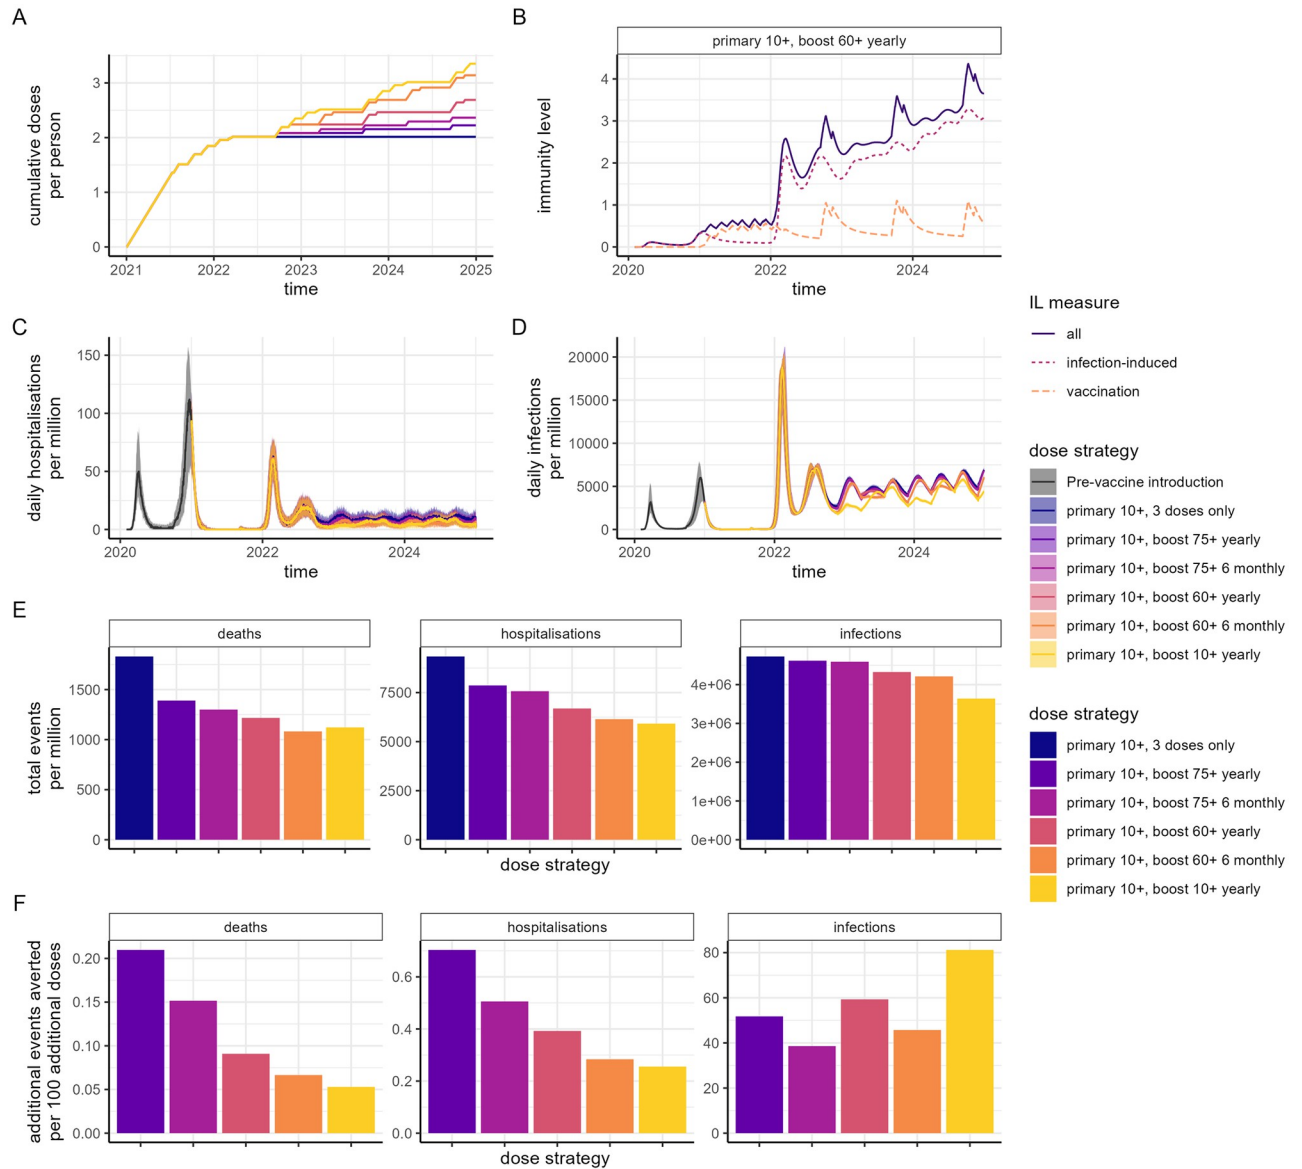 A
cumulative doses
per person
3
2
1
0
2021
2022
2023
2024
2025
time
B
primary 10+, boost 60+ yearly
immunity level
4
3
2
1
0
2020
2022
2024
time
C
daily hospitalisations
per million
150
100
50
0
2020
2022
2024
time
D
daily infections
per million
20000
15000
10000
5000
0
2020
2022
2024
time
IL measure
all
infection-induced
vaccination
dose strategy
Pre-vaccine introduction
primary 10+, 3 doses only
primary 10+, boost 75+ yearly
primary 10+, boost 75+ 6 monthly
primary 10+, boost 60+ yearly
primary 10+, boost 60+ 6 monthly
primary 10+, boost 10+ yearly
dose strategy
primary 10+, 3 doses only
primary 10+, boost 75+ yearly
primary 10+, boost 75+ 6 monthly
primary 10+, boost 60+ yearly
primary 10+, boost 60+ 6 monthly
primary 10+, boost 10+ yearly
E
total events
per million
deaths
1500
1000
500
0
hospitalisations
7500
5000
2500
0
infections
4e+06
3e+06
2e+06
1e+06
0e+00
dose strategy
F
additional events averted
per 100 additional doses
deaths
0.20
0.15
0.10
0.05
0.00
hospitalisations
0.6
0.4
0.2
0.0
infections
80
60
40
20
0
dose strategy